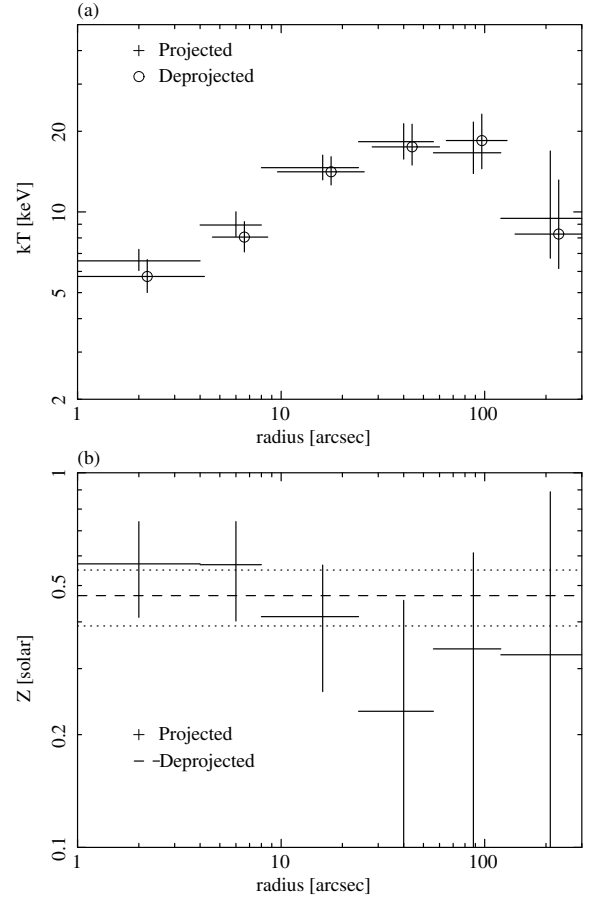 (a)
Projected
Deprojected
20
10
5
2
kT [keV]
1
10
100
radius [arcsec]
(b)
1
0.5
0.2
0.1
Z [solar]
Projected
Deprojected
1
10
100
radius [arcsec]